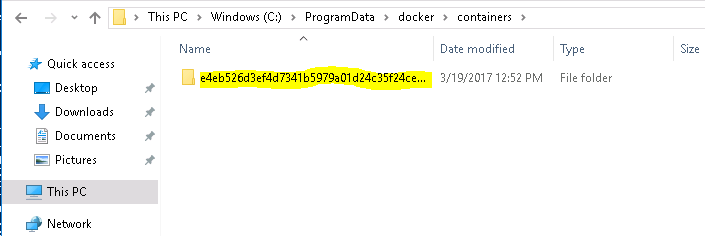 This PC > Windows (C:) > ProgramData > docker > containers >
Name Date modified Type Size
Quick access
e4eb526d3ef4d7341b5979a01d24c35f24ce... 3/19/2017 12:52 PM File folder
Desktop
Downloads
Documents
Pictures
This PC
Network